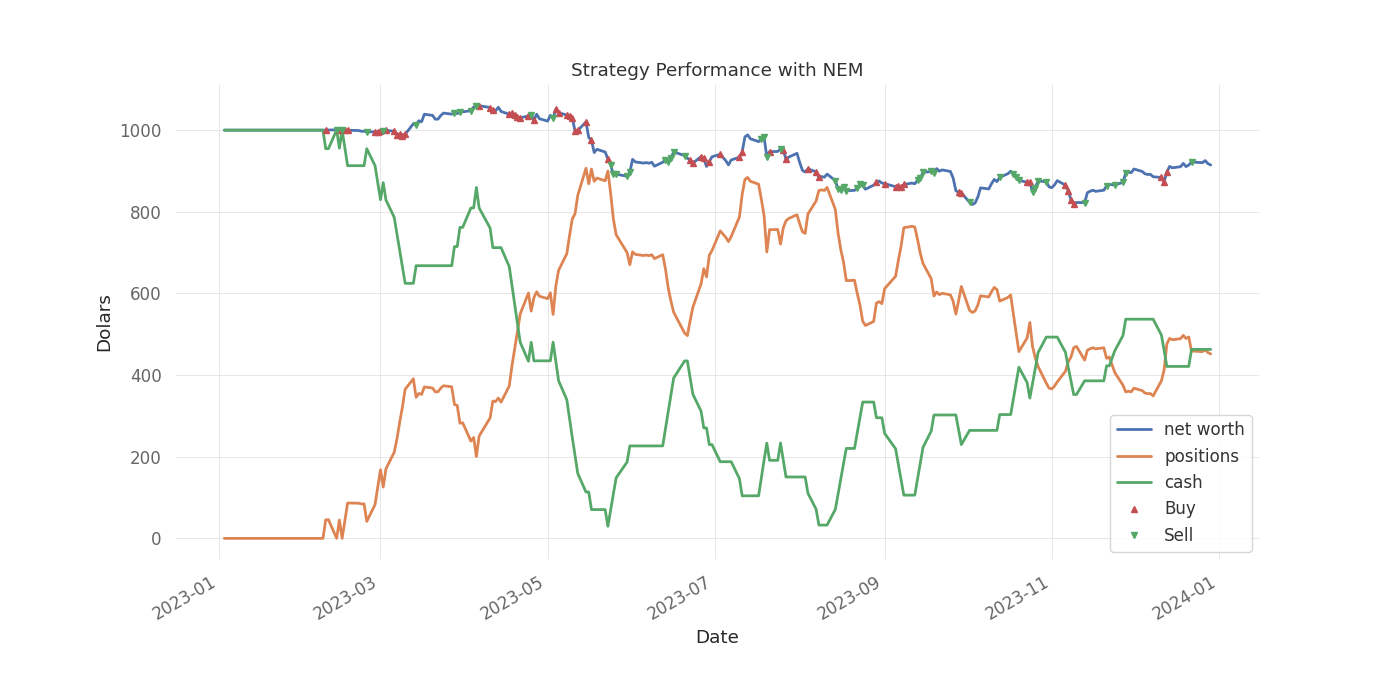 Strategy Performance with NEM
Dolars
1000
800
600
400
200
0
2023-01
2023-03
2023-05
2023-07
2023-09
2023-11
2024-01
Date
net worth
positions
cash
Buy
Sell